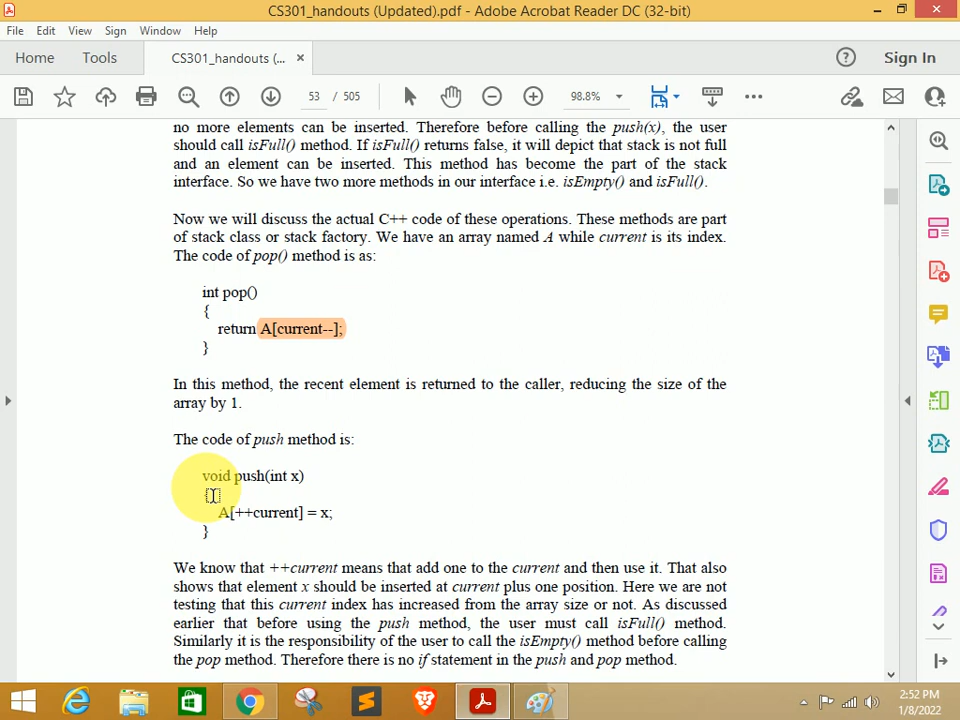 CS301_handouts (Updated).pdf - Adobe Acrobat Reader DC (32-bit)
File Edit View Sign Window Help
Home Tools CS301_handouts (... × Sign In
53 / 505 98.8%
no more elements can be inserted. Therefore before calling the push(x), the user
should call isFull() method. If isFull() returns false, it will depict that stack is not full
and an element can be inserted. This method has become the part of the stack
interface. So we have two more methods in our interface i.e. isEmpty() and isFull().
Now we will discuss the actual C++ code of these operations. These methods are part
of stack class or stack factory. We have an array named A while current is its index.
The code of pop() method is as:
int pop()
{
return A[current--];
}
In this method, the recent element is returned to the caller, reducing the size of the
array by 1.
The code of push method is:
void push(int x)
A[++current] = x;
}
We know that ++current means that add one to the current and then use it. That also
shows that element x should be inserted at current plus one position. Here we are not
testing that this current index has increased from the array size or not. As discussed
earlier that before using the push method, the user must call isFull() method.
Similarly it is the responsibility of the user to call the isEmpty() method before calling
the pop method. Therefore there is no if statement in the push and pop method.
2:52 PM
1/8/2022